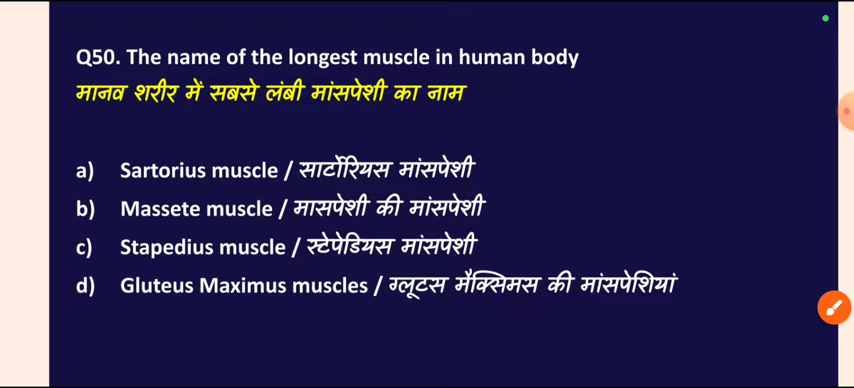 Q50. The name of the longest muscle in human body
मानव शरीर में सबसे लंबी मांसपेशी का नाम
a) Sartorius muscle / सार्टोरियस मांसपेशी
b) Massete muscle / मासपेशी की मांसपेशी
c) Stapedius muscle / स्टेपेडियस मांसपेशी
d) Gluteus Maximus muscles / ग्लूटस मैक्सिमस की मांसपेशियां